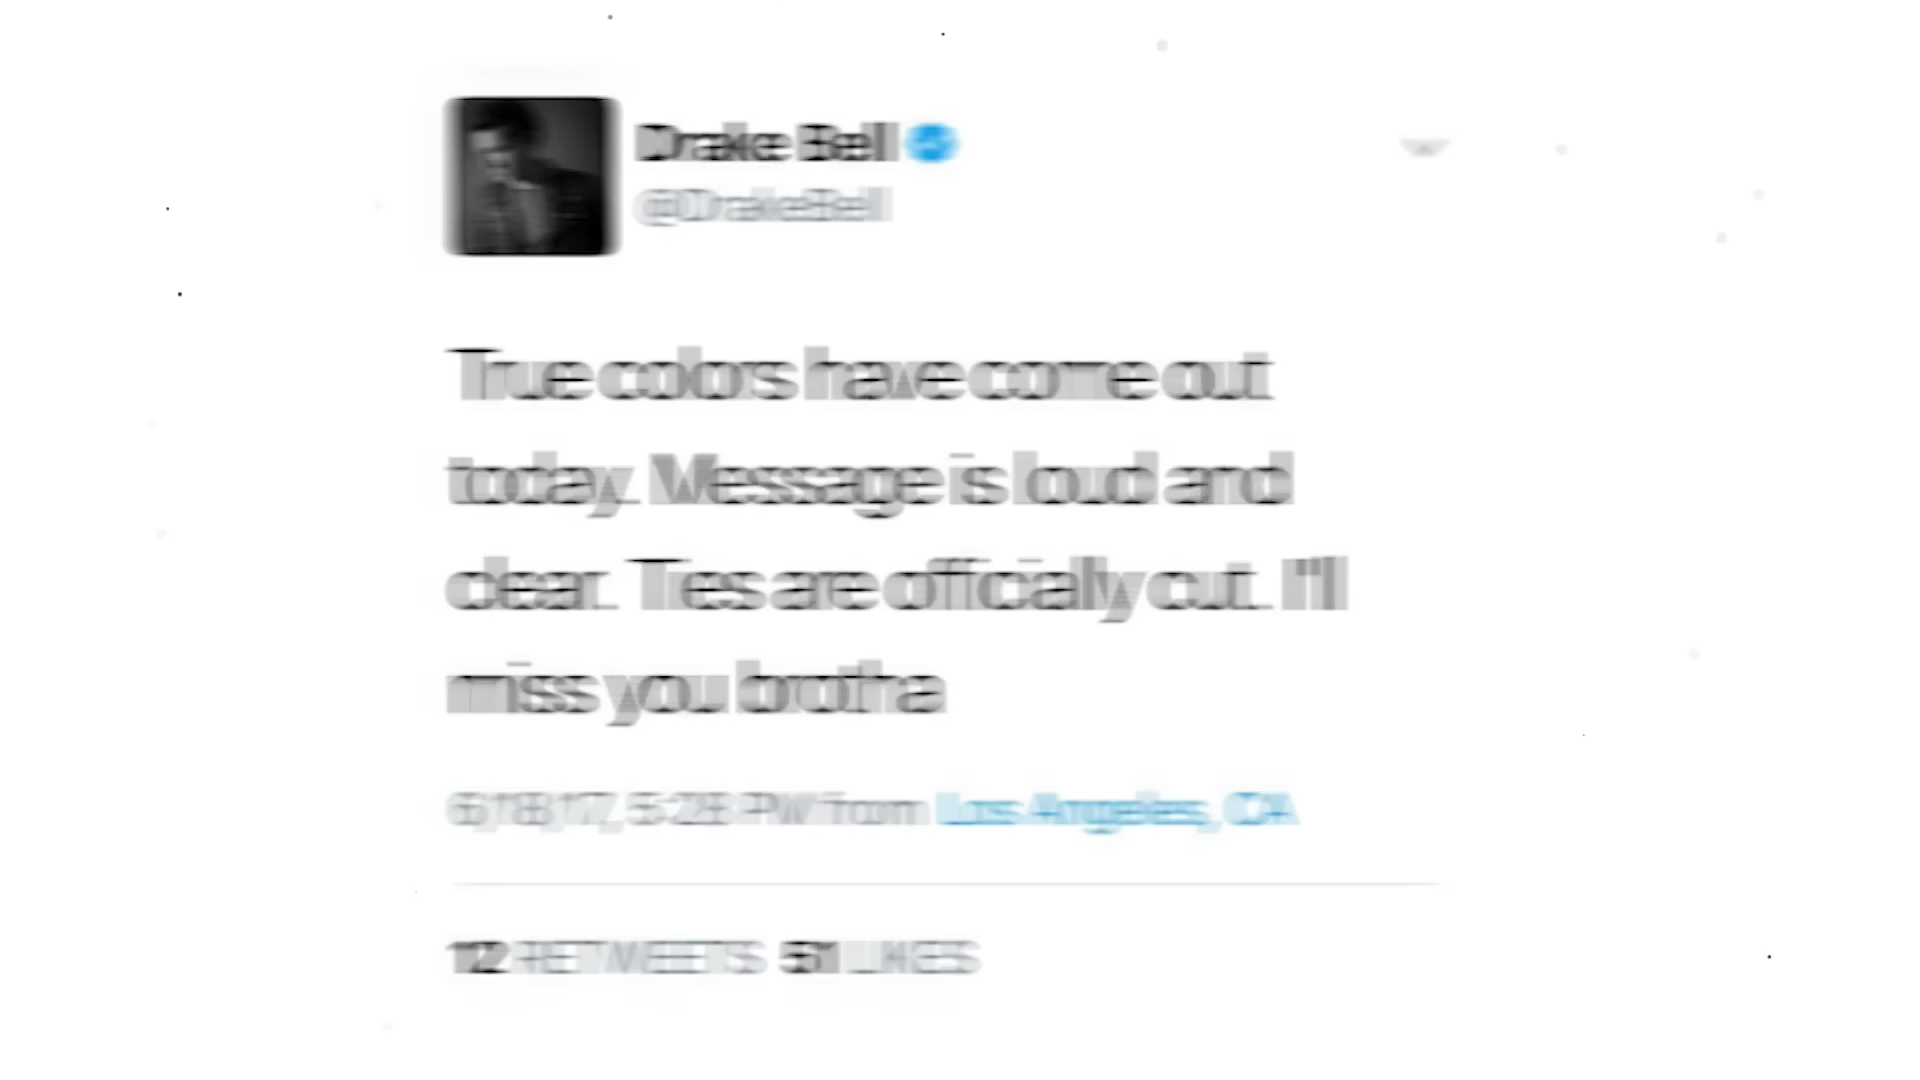 Drake Bell
@DrakeBell
True colors have come out
today. Message is loud and
clear. Ties are officially cut. I'll
miss you brotha
6/18/17, 5:28 PM from Los Angeles, CA
12 RETWEETS 51 LIKES